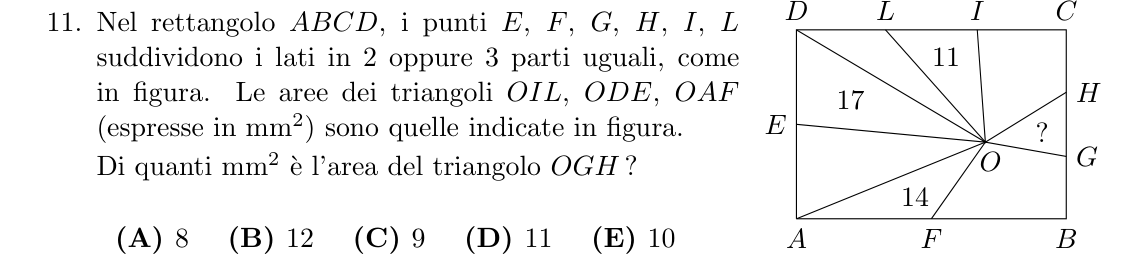 11. Nel rettangolo ABCD, i punti E, F, G, H, I, L
suddividono i lati in 2 oppure 3 parti uguali, come
in figura. Le aree dei triangoli OIL, ODE, OAF
(espresse in mm²) sono quelle indicate in figura.
Di quanti mm² è l'area del triangolo OGH ?
(A) 8 (B) 12 (C) 9 (D) 11 (E) 10
D L I C
11
17
H
E
?
O
G
14
A F B